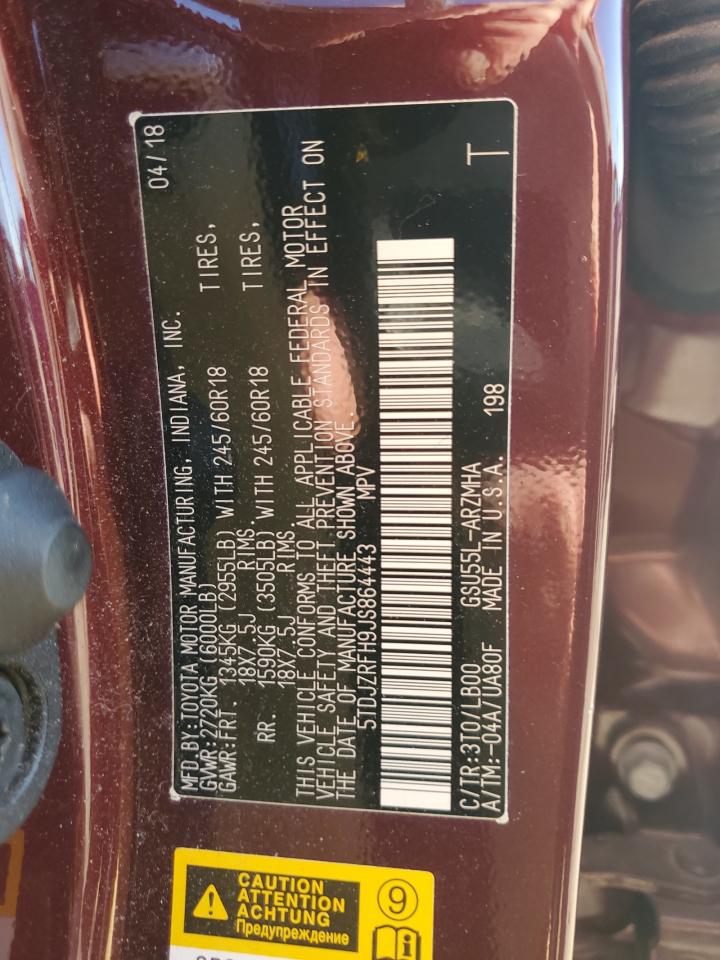 MFD.BY:TOYOTA MOTOR MANUFACTURING, INDIANA, INC. 04/18
GVWR:2720KG(6000LB)
GAWR:FRT. 1345KG (2955LB) WITH 245/60R18 TIRES,
18X7.5J RIMS.
RR. 1590KG (3505LB) WITH 245/60R18 TIRES,
18X7.5J RIMS.
THIS VEHICLE CONFORMS TO ALL APPLICABLE FEDERAL MOTOR
VEHICLE SAFETY AND THEFT PREVENTION STANDARDS IN EFFECT ON
THE DATE OF MANUFACTURE SHOWN ABOVE.
5TDJZRFH9JS864443 MPV
C/TR:3T0/LB00 GSU55L-ARZMHA
A/TM:-04A/UA80F MADE IN U.S.A. 198
T
CAUTION
ATTENTION
ACHTUNG
Предупреждение
9